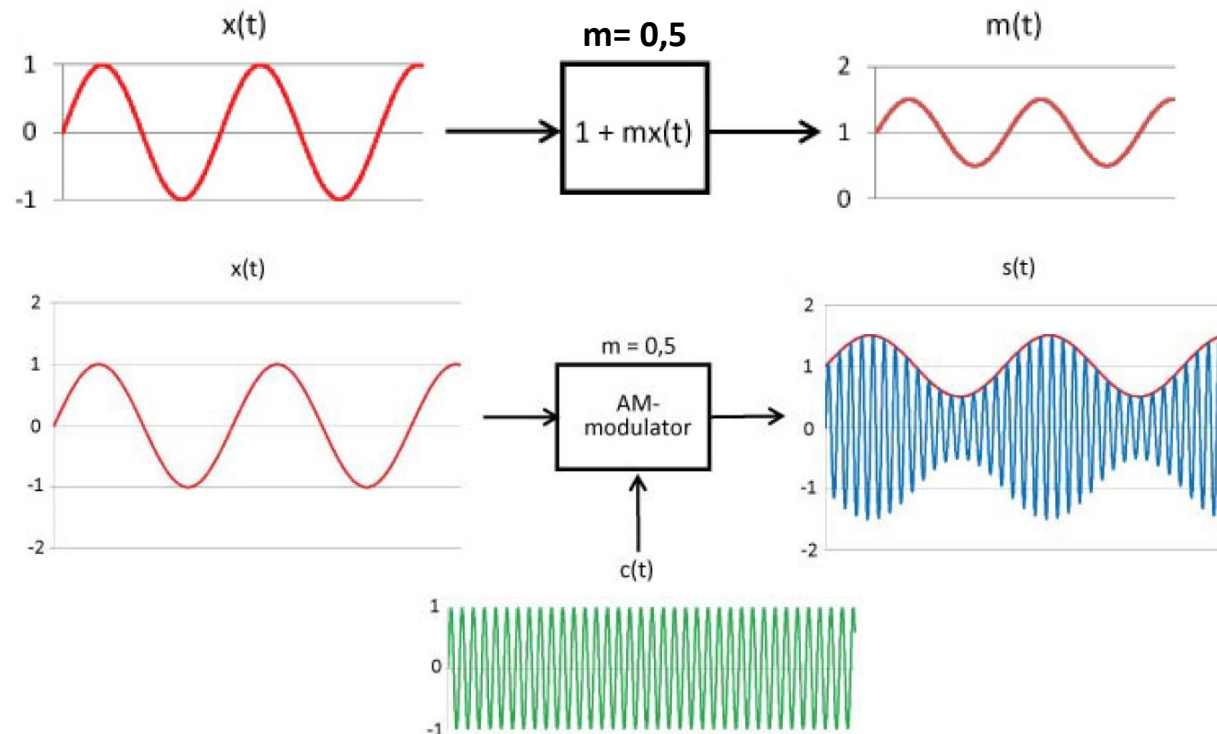 x(t)
m= 0,5
m(t)
1
0
-1
1 + mx(t)
2
1
0
x(t)
s(t)
2
1
0
-1
-2
m = 0,5
AM-
modulator
2
1
0
-1
-2
c(t)
1
0
-1